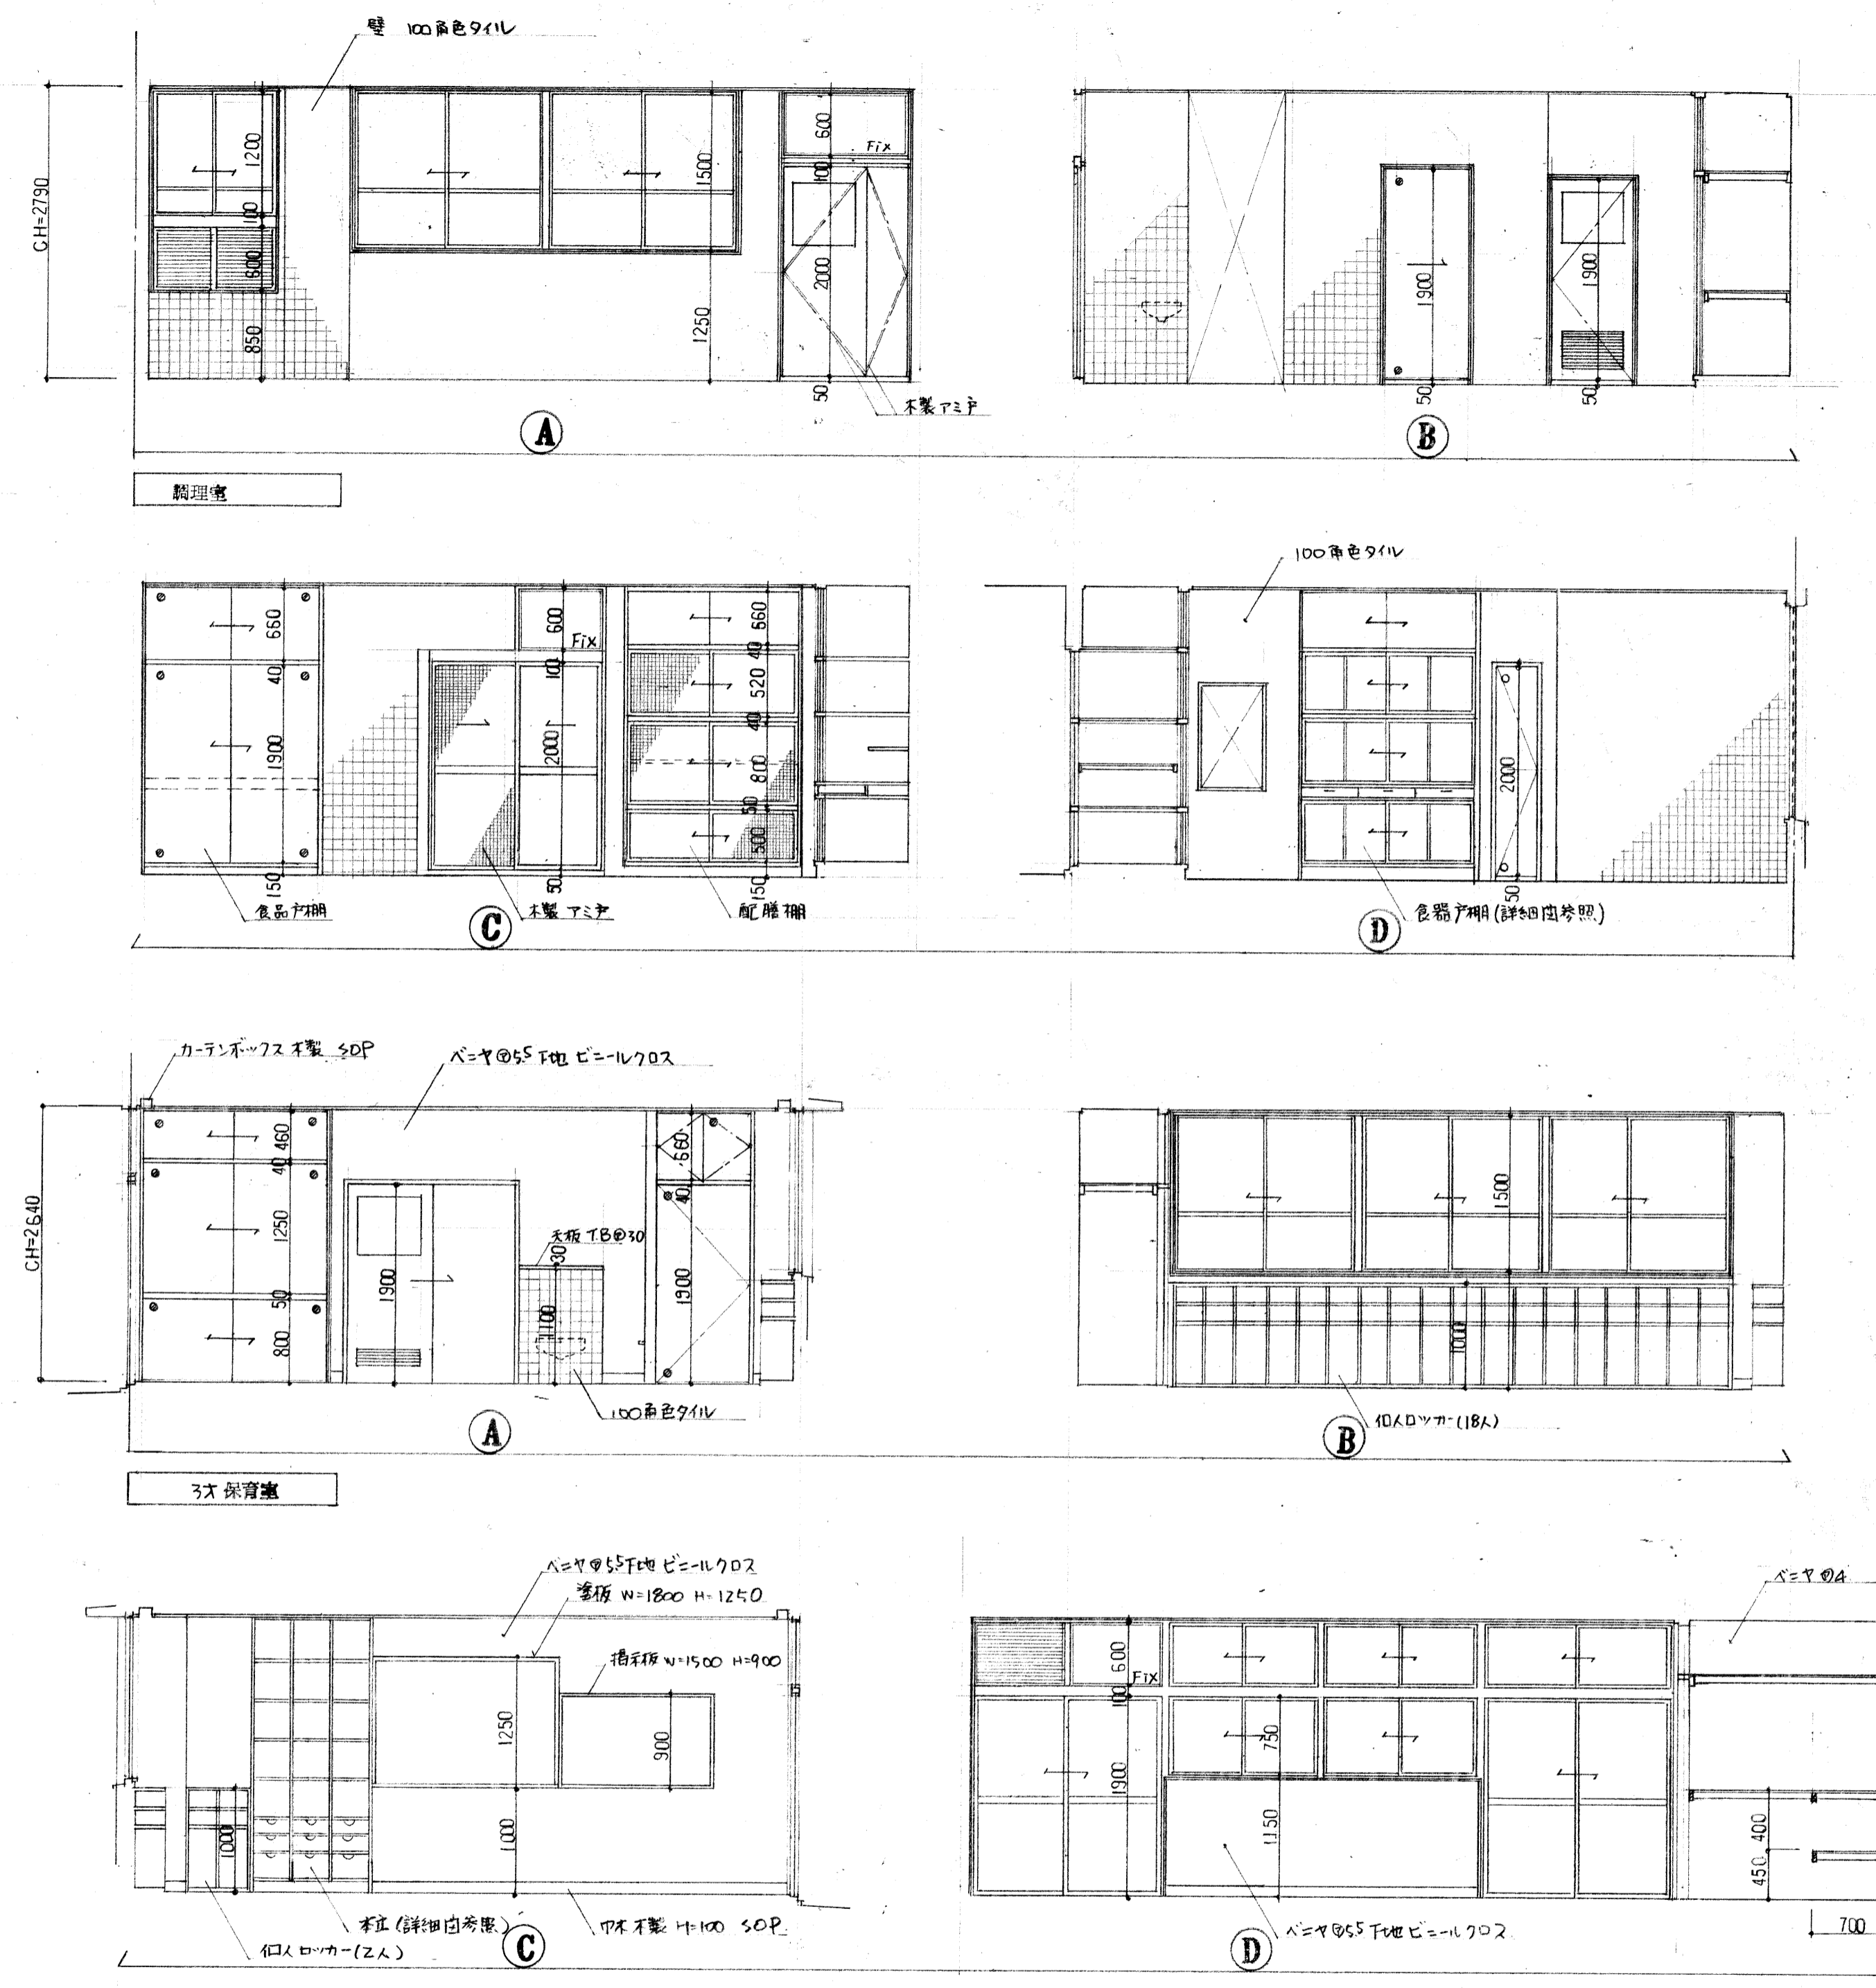 壁 100角色タイル
CH=2790
1200
100
600
850
1500
1250
600
Fix
100
2000
50
木製アミ戸
A
1900
50
1900
50
B
調理室
660
40
1900
150
食品戸棚
600
Fix
100
2000
50
木製アミ戸
660
40
520
40
800
50
500
150
配膳棚
C
100角色タイル
2000
50
食器戸棚(詳細図参照)
D
カーテンボックス 木製 SOP
ベニヤ⑦5.5下地 ビニールクロス
CH=2640
460
40
1250
50
800
1900
天板 T.B⑦30
30
1100
660
40
1900
100角色タイル
A
1500
1000
個人ロッカー(18人)
B
3才保育室
ベニヤ⑦5.5下地 ビニールクロス
塗板 W=1800 H=1250
掲示板 W=1500 H=900
1250
900
1000
1000
本立(詳細図参照)
個人ロッカー(2人)
巾木 木製 H=100 SOP
C
ベニヤ⑦4
600
Fix
100
1900
750
1150
400
450
700
ベニヤ⑦5.5下地 ビニールクロス
D